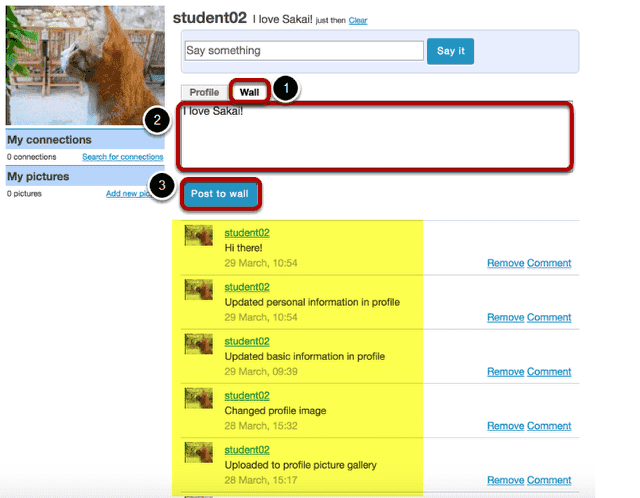 student02 I love Sakai! just then Clear
Say something
Say it
Profile Wall 1
2
I love Sakai!
My connections
0 connections Search for connections
My pictures
0 pictures Add new
3
Post to wall
student02
Hi there!
29 March, 10:54
Remove Comment
student02
Updated personal information in profile
29 March, 10:54
Remove Comment
student02
Updated basic information in profile
29 March, 09:39
Remove Comment
student02
Changed profile image
28 March, 15:32
Remove Comment
student02
Uploaded to profile picture gallery
28 March, 15:17
Remove Comment